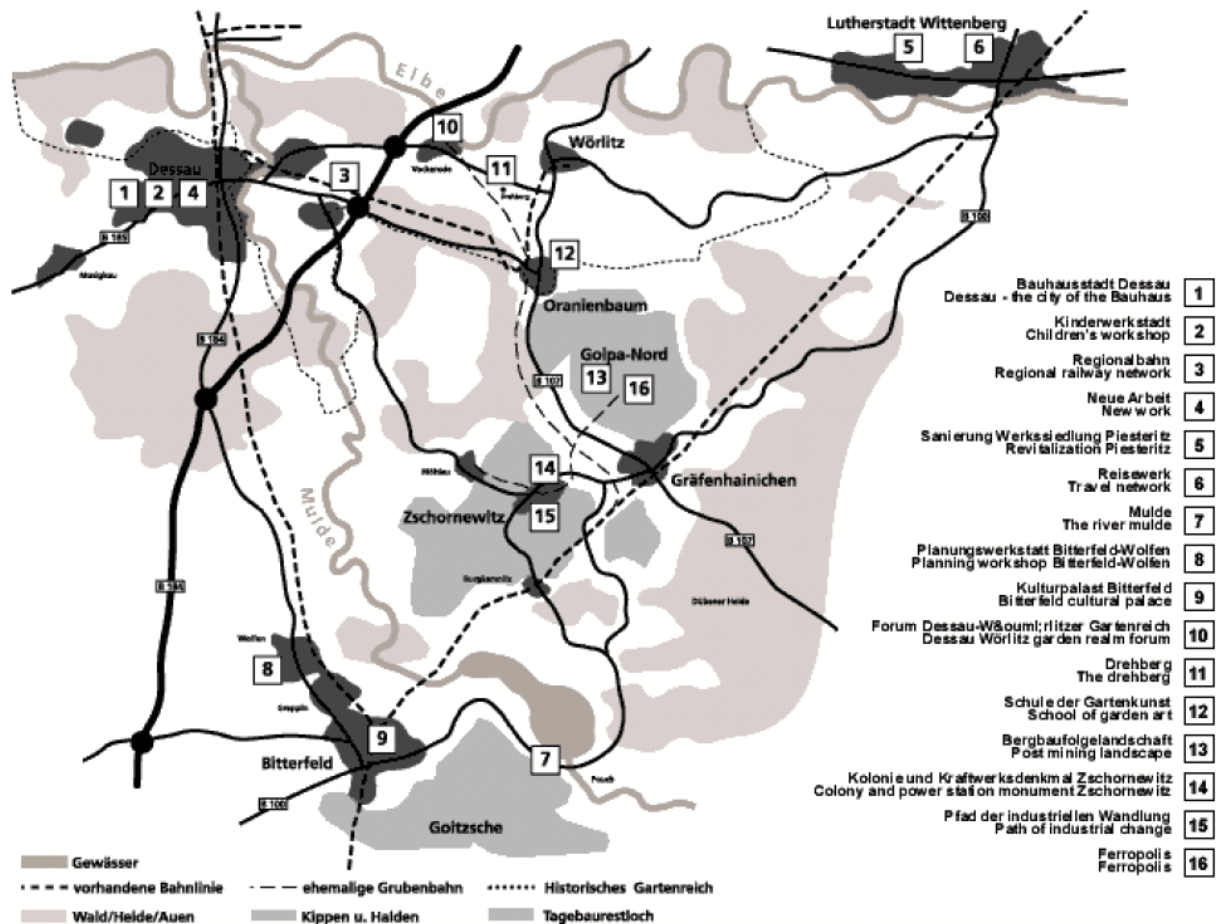 Lutherstadt Wittenberg
5
6
Elbe
10
Vockerode
Wörlitz
11
Drehberg
Dessau
1
2
4
3
B 185
Mosigkau
12
Oranienbaum
B 100
B 184
Golpa-Nord
13
16
B 107
Möhlau
14
Gräfenhainichen
Zschornewitz
15
Mulde
B 107
Burgkemnitz
Dübener Heide
B 184
Wolfen
8
Greppin
9
Bitterfeld
7
Pouch
B 100
Goitzsche
Bauhausstadt Dessau
Dessau - the city of the Bauhaus
1
Kinderwerkstadt
Children's workshop
2
Regionalbahn
Regional railway network
3
Neue Arbeit
New work
4
Sanierung Werkssiedlung Piesteritz
Revitalization Piesteritz
5
Reisewerk
Travel network
6
Mulde
The river mulde
7
Planungswerkstatt Bitterfeld-Wolfen
Planning workshop Bitterfeld-Wolfen
8
Kulturpalast Bitterfeld
Bitterfeld cultural palace
9
Forum Dessau-W&ouml;rlitzer Gartenreich
Dessau Wörlitz garden realm forum
10
Drehberg
The drehberg
11
Schule der Gartenkunst
School of garden art
12
Bergbaufolgelandschaft
Post mining landscape
13
Kolonie und Kraftwerksdenkmal Zschornewitz
Colony and power station monument Zschornewitz
14
Pfad der industriellen Wandlung
Path of industrial change
15
Ferropolis
Ferropolis
16
Gewässer
vorhandene Bahnlinie
ehemalige Grubenbahn
Historisches Gartenreich
Wald/Heide/Auen
Kippen u. Halden
Tagebaurestloch